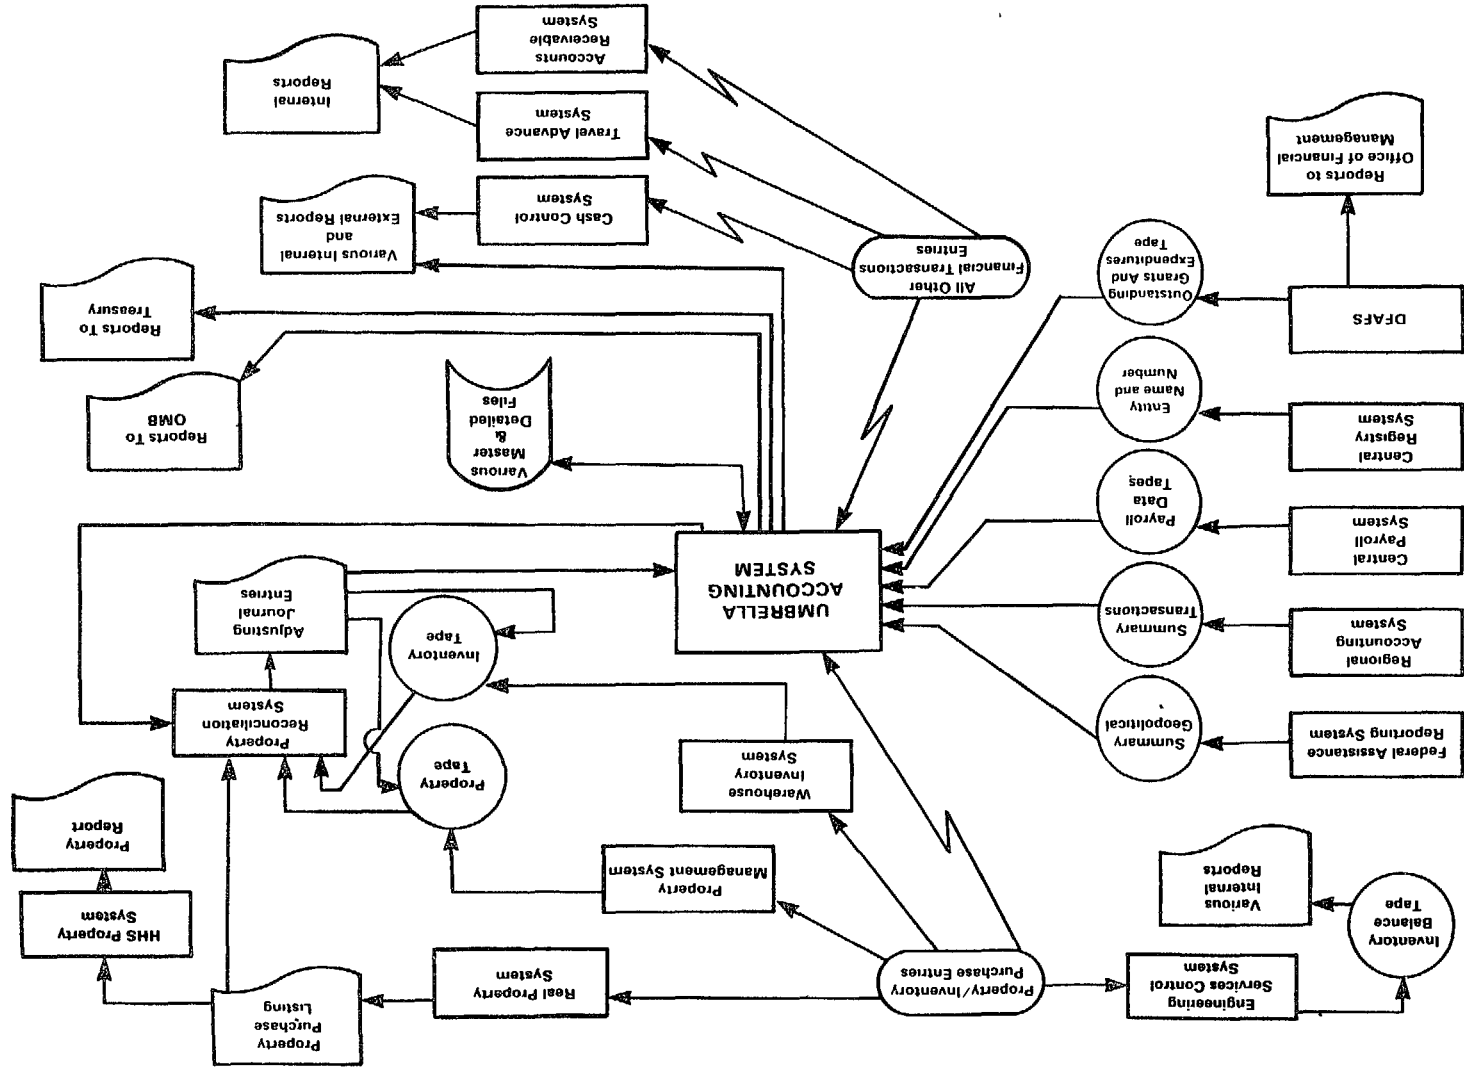 Engineering
Services Control
System
Property/Inventory
Purchase Entries
Real Property
System
Property
Purchase
Listing
Inventory
Balance
Tape
Various
Internal
Reports
Property
Management System
HHS Property
System
Property
Report
Federal Assistance
Reporting System
Summary
Geopolitical
Warehouse
Inventory
System
Property
Tape
Property
Reconciliation
System
Regional
Accounting
System
Summary
Transactions
UMBRELLA
ACCOUNTING
SYSTEM
Inventory
Tape
Adjusting
Journal
Entries
Central
Payroll
System
Payroll
Data
Tapes
Central
Registry
System
Entity
Name and
Number
Various
Master
&
Detailed
Files
Reports To
OMB
DFAFS
Outstanding
Grants And
Expenditures
Tape
All Other
Financial Transactions
Entries
Reports To
Treasury
Cash Control
System
Various Internal
and
External Reports
Reports to
Office of Financial
Management
Travel Advance
System
Internal
Reports
Accounts
Receivable
System